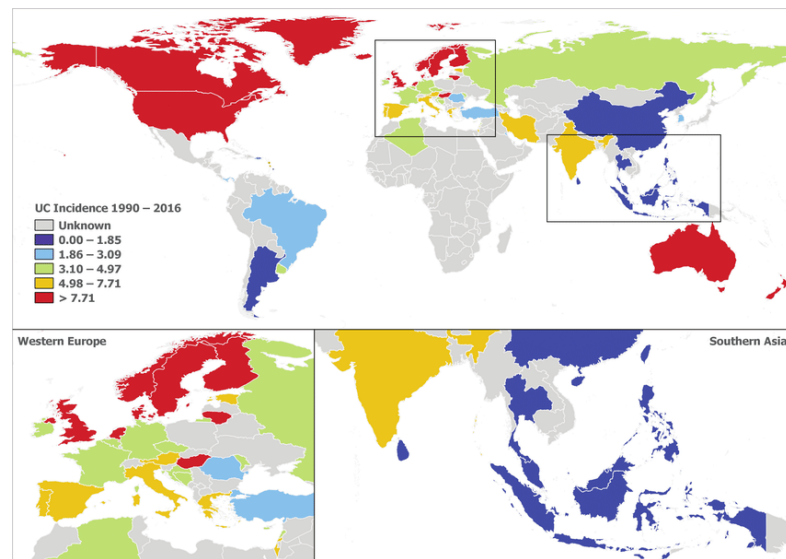 UC Incidence 1990 – 2016
Unknown
0.00 – 1.85
1.86 – 3.09
3.10 – 4.97
4.98 – 7.71
> 7.71
Western Europe
Southern Asia